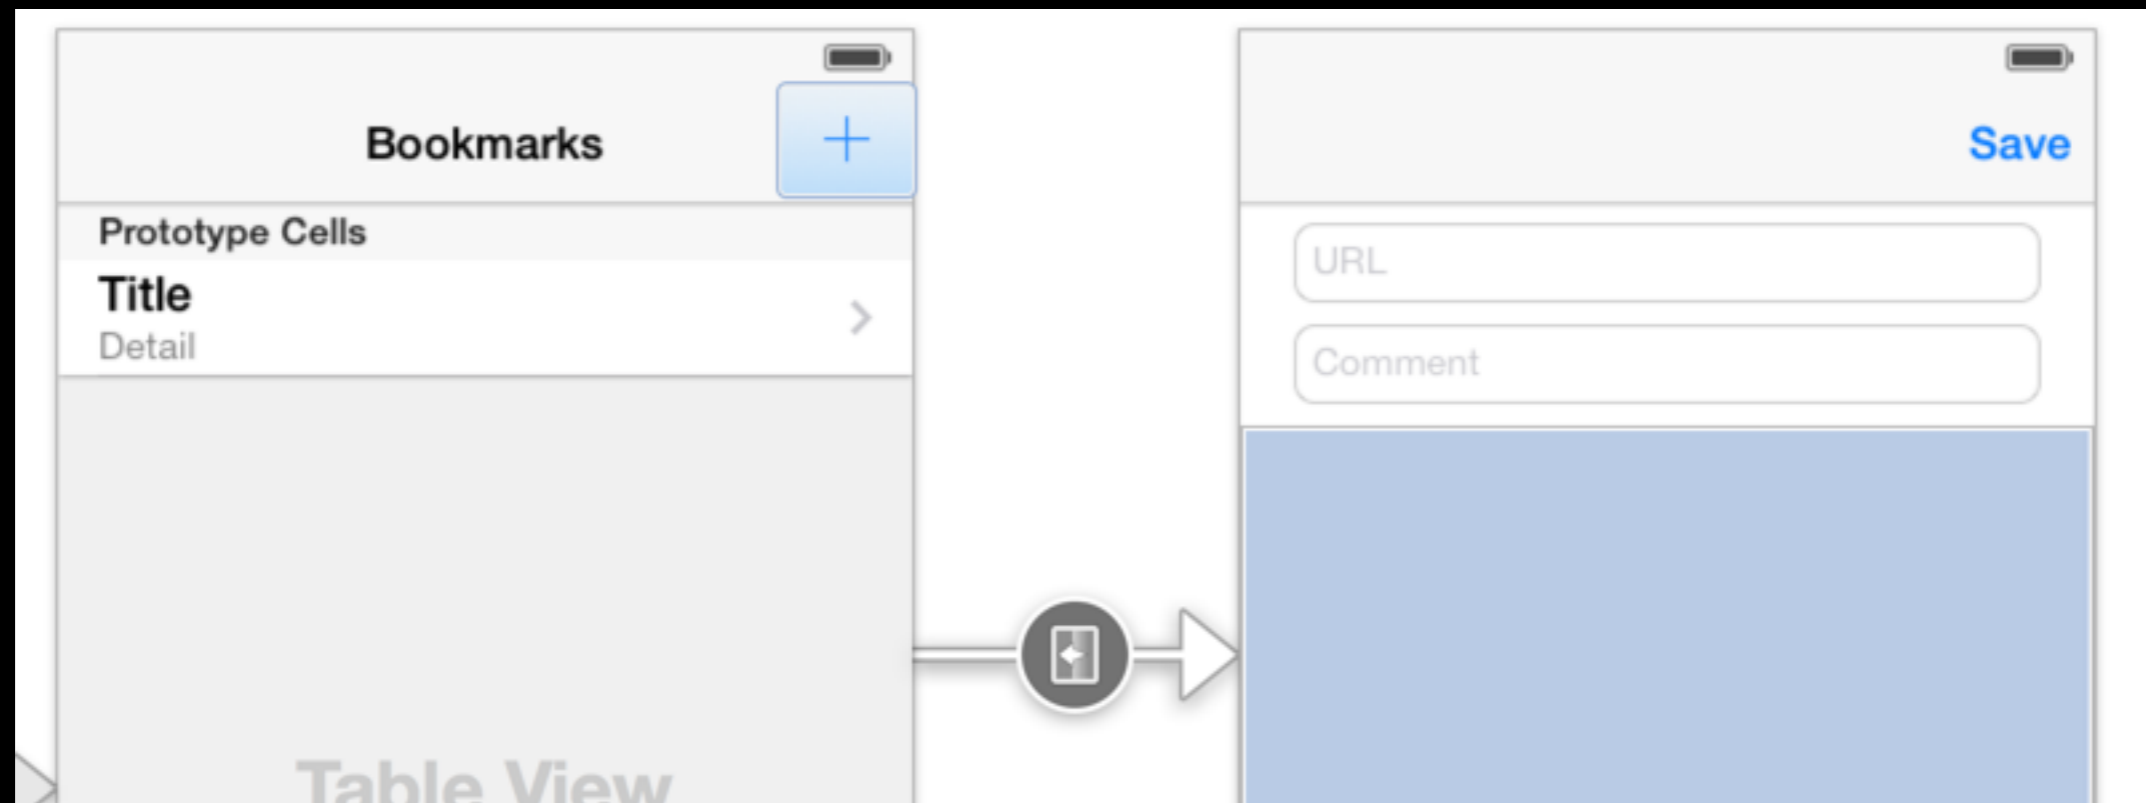 Bookmarks
Prototype Cells
Title
Detail
Table View
Save
URL
Comment